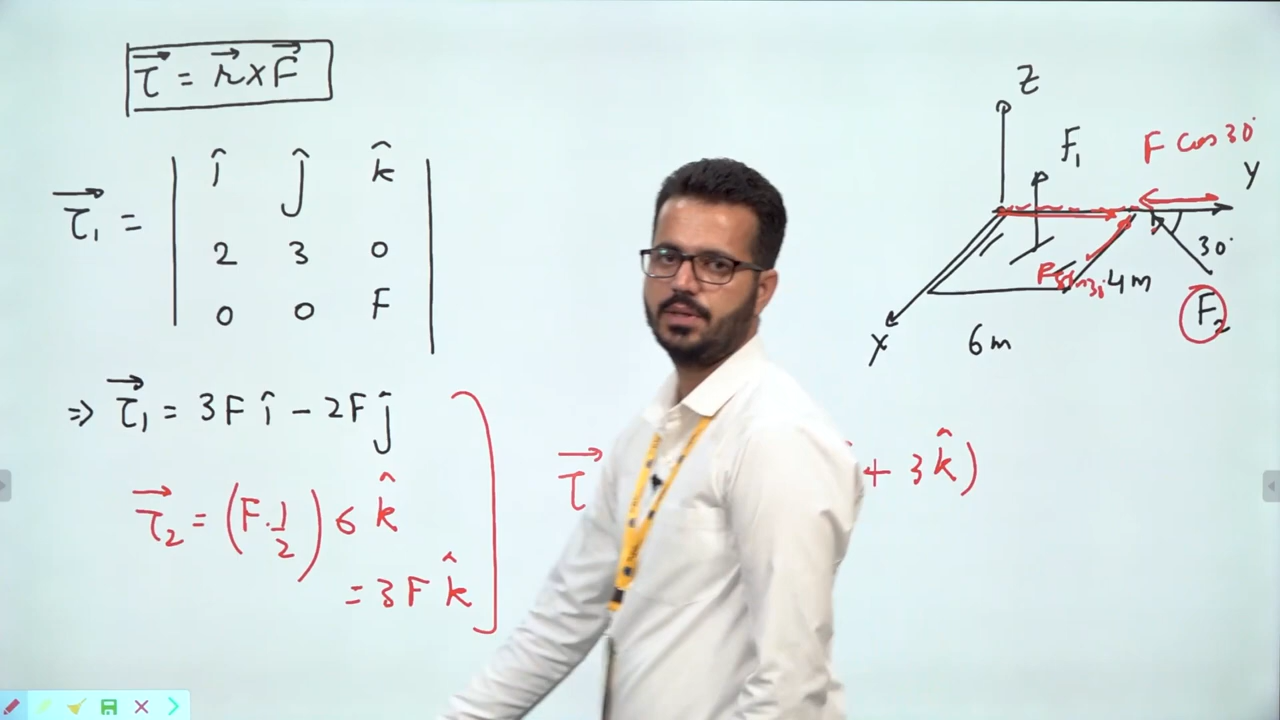 τ⃗ = r⃗ × F⃗
τ⃗₁ =
î ĵ k̂
2 3 0
0 0 F
⇒ τ⃗₁ = 3F î − 2F ĵ
τ⃗₂ = (F.1/2) 6 k̂
= 3F k̂
τ⃗
+ 3 k̂)
Z
F₁
F cos 30°
Y
30°
4m
F₂
X
6m